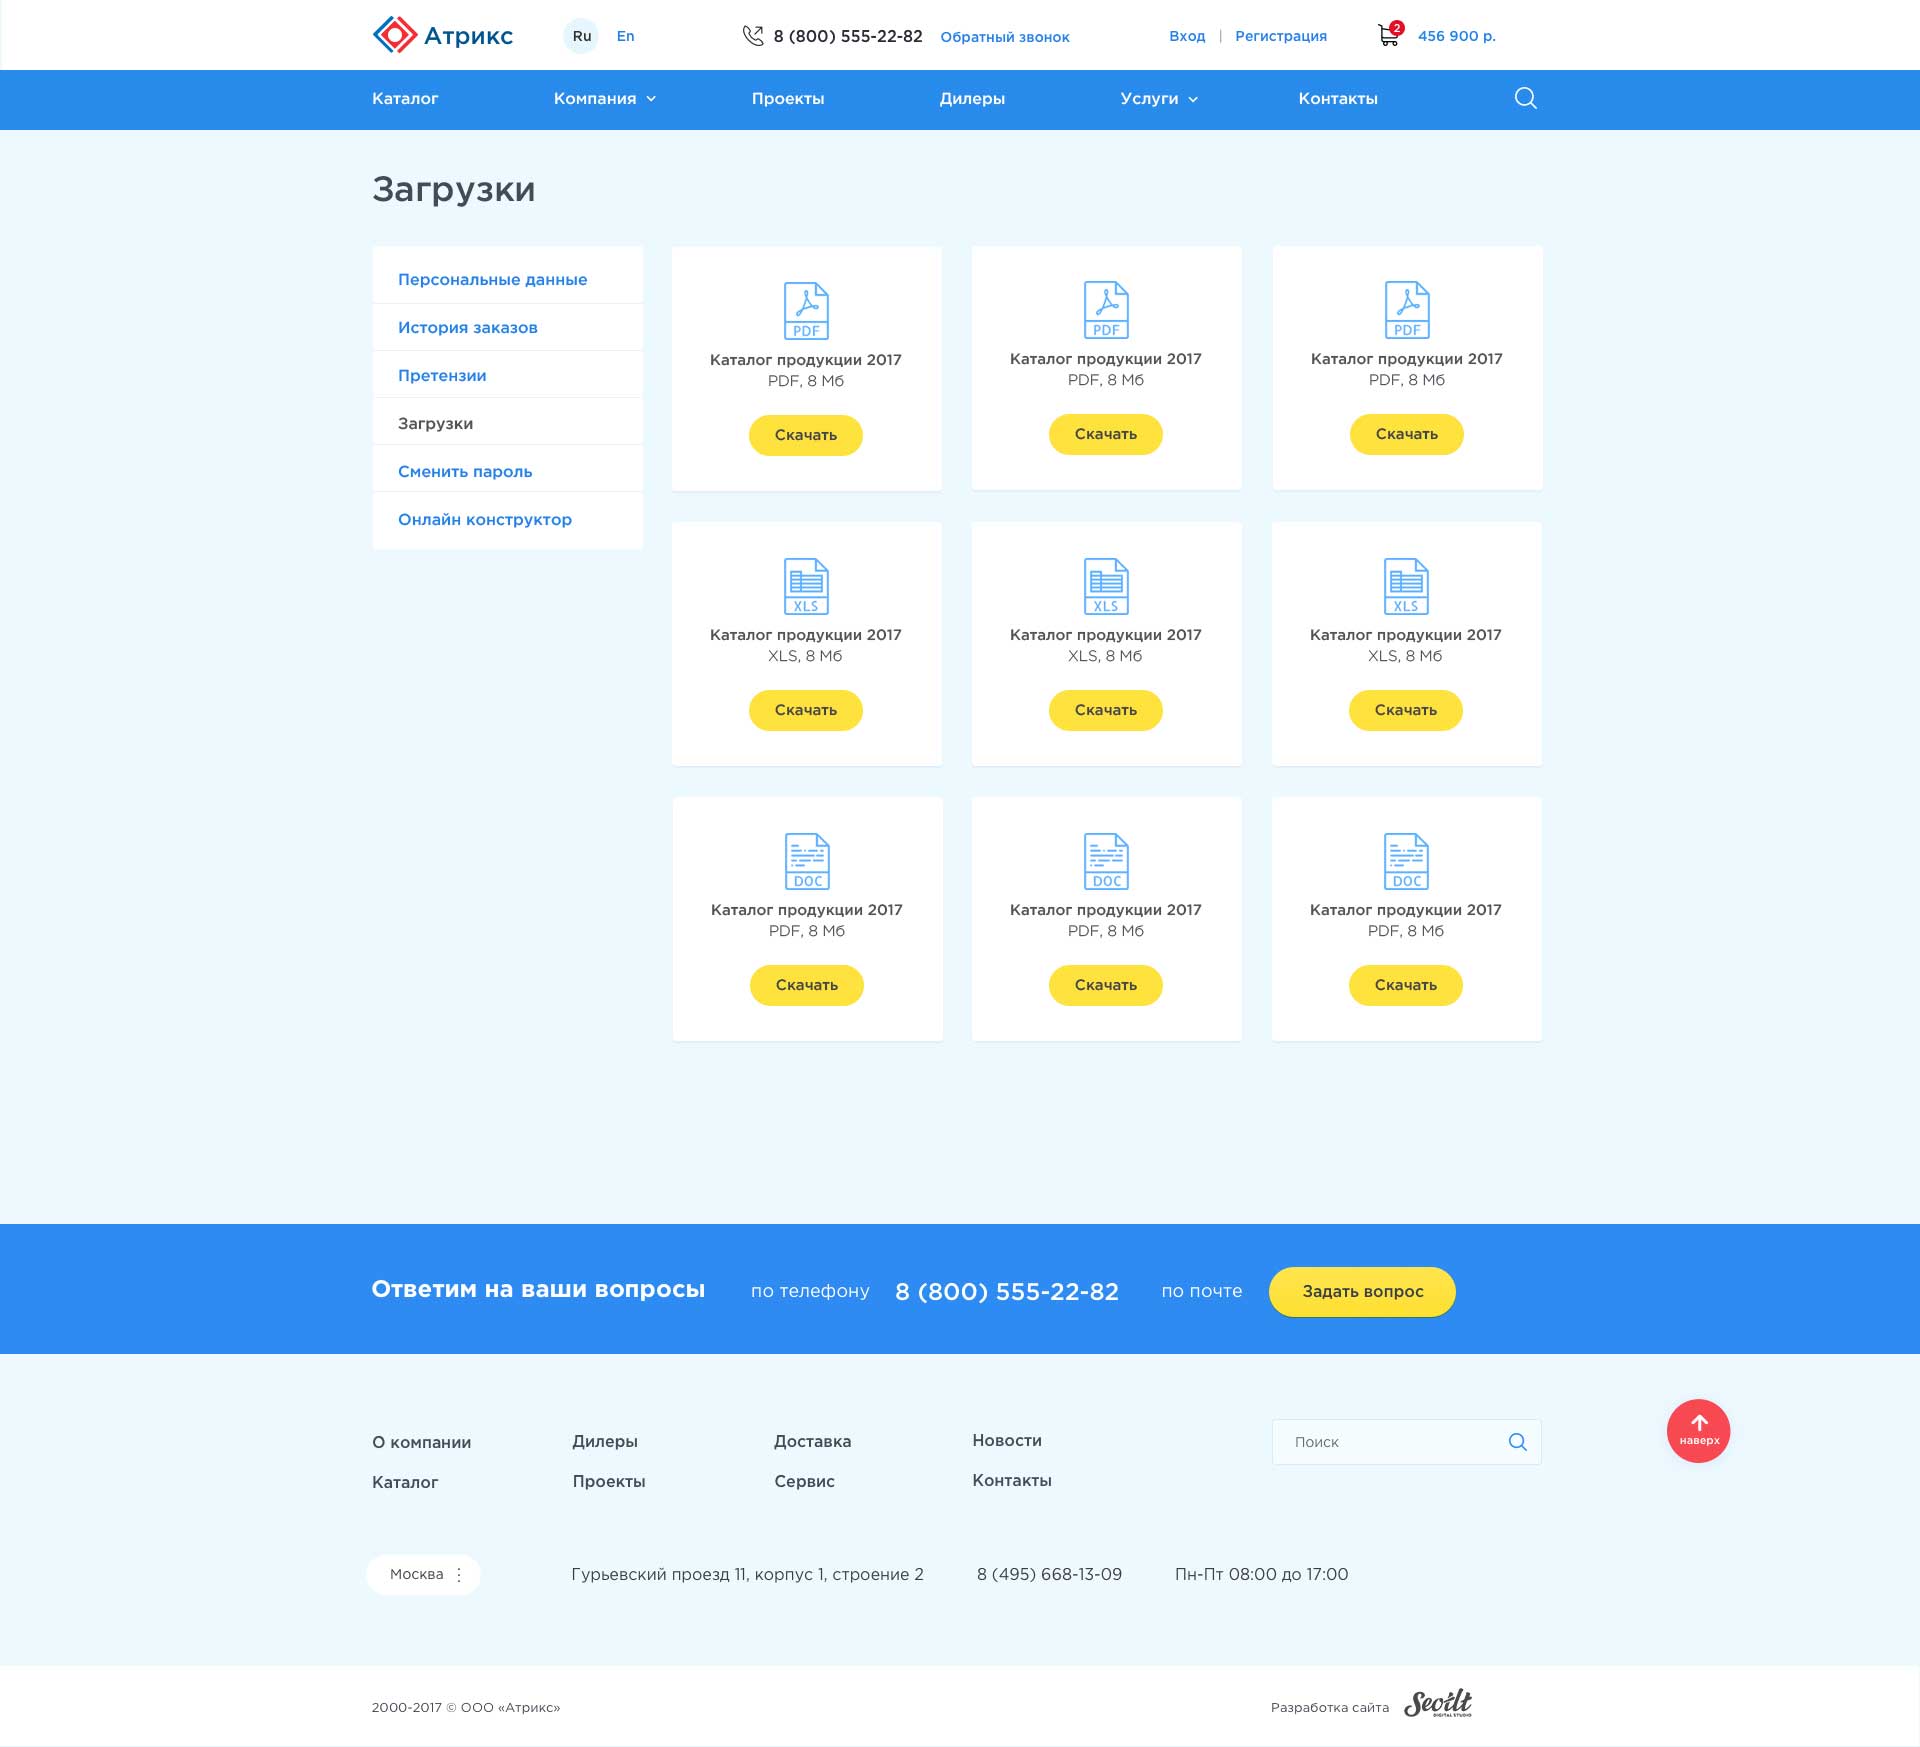 Атрикс
Ru En
8 (800) 555-22-82 Обратный звонок
Вход | Регистрация
2
456 900 р.
Каталог Компания Проекты Дилеры Услуги Контакты
Загрузки
Персональные данные
История заказов
Претензии
Загрузки
Сменить пароль
Онлайн конструктор
PDF
Каталог продукции 2017
PDF, 8 Мб
Скачать
PDF
Каталог продукции 2017
PDF, 8 Мб
Скачать
PDF
Каталог продукции 2017
PDF, 8 Мб
Скачать
XLS
Каталог продукции 2017
XLS, 8 Мб
Скачать
XLS
Каталог продукции 2017
XLS, 8 Мб
Скачать
XLS
Каталог продукции 2017
XLS, 8 Мб
Скачать
DOC
Каталог продукции 2017
PDF, 8 Мб
Скачать
DOC
Каталог продукции 2017
PDF, 8 Мб
Скачать
DOC
Каталог продукции 2017
PDF, 8 Мб
Скачать
Ответим на ваши вопросы по телефону 8 (800) 555-22-82 по почте Задать вопрос
О компании Дилеры Доставка Новости
Каталог Проекты Сервис Контакты
Поиск
наверх
Москва
Гурьевский проезд 11, корпус 1, строение 2 8 (495) 668-13-09 Пн-Пт 08:00 до 17:00
2000-2017 © ООО «Атрикс»
Разработка сайта Seoilt
DIGITAL STUDIO